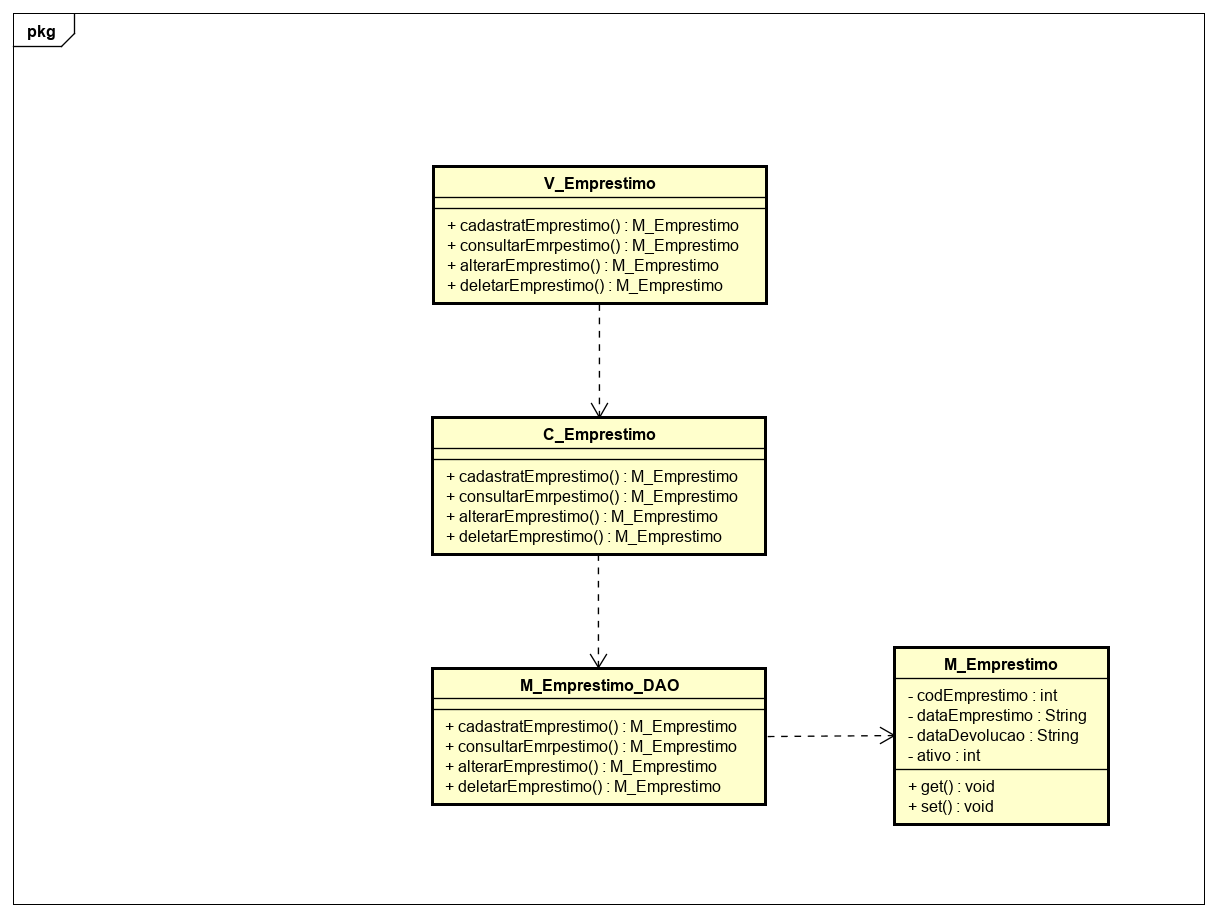 pkg
V_Emprestimo
+ cadastratEmprestimo() : M_Emprestimo
+ consultarEmrpestimo() : M_Emprestimo
+ alterarEmprestimo() : M_Emprestimo
+ deletarEmprestimo() : M_Emprestimo
C_Emprestimo
+ cadastratEmprestimo() : M_Emprestimo
+ consultarEmrpestimo() : M_Emprestimo
+ alterarEmprestimo() : M_Emprestimo
+ deletarEmprestimo() : M_Emprestimo
M_Emprestimo_DAO
+ cadastratEmprestimo() : M_Emprestimo
+ consultarEmrpestimo() : M_Emprestimo
+ alterarEmprestimo() : M_Emprestimo
+ deletarEmprestimo() : M_Emprestimo
M_Emprestimo
- codEmprestimo : int
- dataEmprestimo : String
- dataDevolucao : String
- ativo : int
+ get() : void
+ set() : void